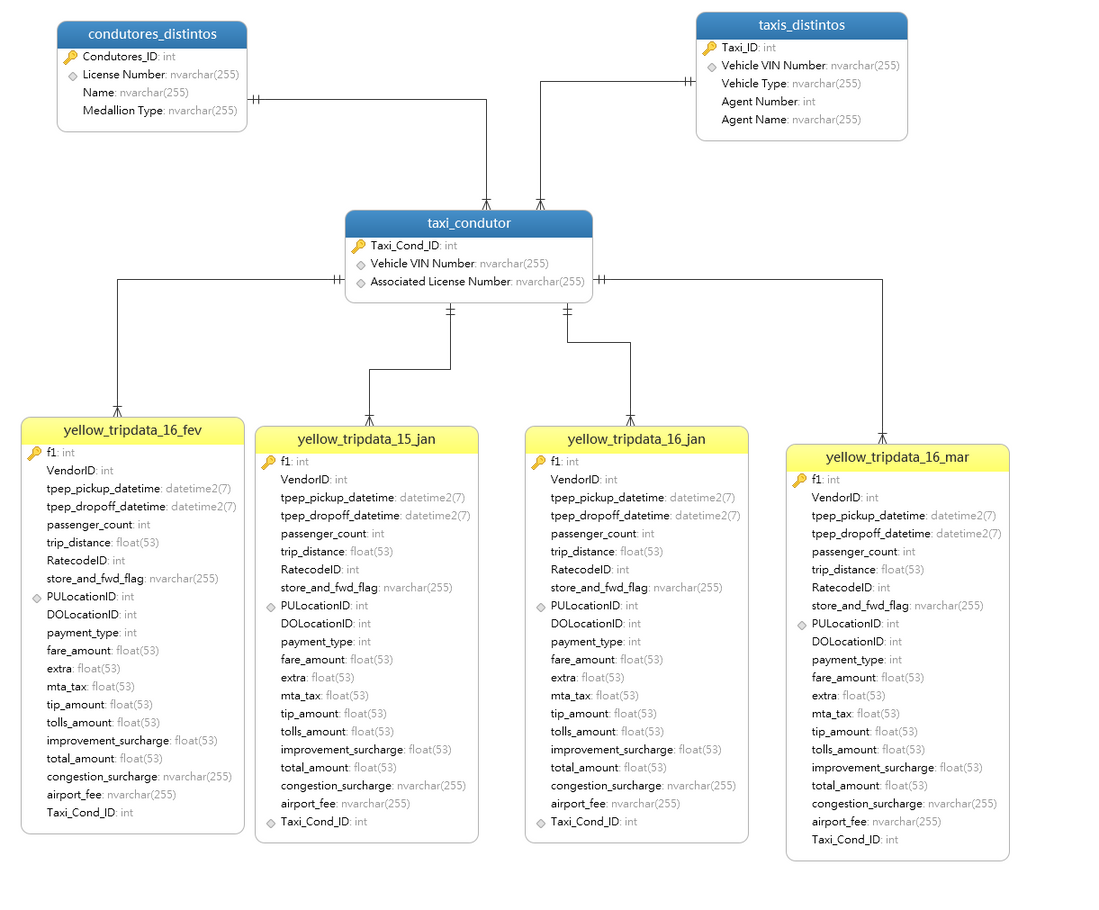 condutores_distintos
Condutores_ID: int
License Number: nvarchar(255)
Name: nvarchar(255)
Medallion Type: nvarchar(255)
taxis_distintos
Taxi_ID: int
Vehicle VIN Number: nvarchar(255)
Vehicle Type: nvarchar(255)
Agent Number: int
Agent Name: nvarchar(255)
taxi_condutor
Taxi_Cond_ID: int
Vehicle VIN Number: nvarchar(255)
Associated License Number: nvarchar(255)
yellow_tripdata_16_fev
f1: int
VendorID: int
tpep_pickup_datetime: datetime2(7)
tpep_dropoff_datetime: datetime2(7)
passenger_count: int
trip_distance: float(53)
RatecodeID: int
store_and_fwd_flag: nvarchar(255)
PULocationID: int
DOLocationID: int
payment_type: int
fare_amount: float(53)
extra: float(53)
mta_tax: float(53)
tip_amount: float(53)
tolls_amount: float(53)
improvement_surcharge: float(53)
total_amount: float(53)
congestion_surcharge: nvarchar(255)
airport_fee: nvarchar(255)
Taxi_Cond_ID: int
yellow_tripdata_15_jan
f1: int
VendorID: int
tpep_pickup_datetime: datetime2(7)
tpep_dropoff_datetime: datetime2(7)
passenger_count: int
trip_distance: float(53)
RatecodeID: int
store_and_fwd_flag: nvarchar(255)
PULocationID: int
DOLocationID: int
payment_type: int
fare_amount: float(53)
extra: float(53)
mta_tax: float(53)
tip_amount: float(53)
tolls_amount: float(53)
improvement_surcharge: float(53)
total_amount: float(53)
congestion_surcharge: nvarchar(255)
airport_fee: nvarchar(255)
Taxi_Cond_ID: int
yellow_tripdata_16_jan
f1: int
VendorID: int
tpep_pickup_datetime: datetime2(7)
tpep_dropoff_datetime: datetime2(7)
passenger_count: int
trip_distance: float(53)
RatecodeID: int
store_and_fwd_flag: nvarchar(255)
PULocationID: int
DOLocationID: int
payment_type: int
fare_amount: float(53)
extra: float(53)
mta_tax: float(53)
tip_amount: float(53)
tolls_amount: float(53)
improvement_surcharge: float(53)
total_amount: float(53)
congestion_surcharge: nvarchar(255)
airport_fee: nvarchar(255)
Taxi_Cond_ID: int
yellow_tripdata_16_mar
f1: int
VendorID: int
tpep_pickup_datetime: datetime2(7)
tpep_dropoff_datetime: datetime2(7)
passenger_count: int
trip_distance: float(53)
RatecodeID: int
store_and_fwd_flag: nvarchar(255)
PULocationID: int
DOLocationID: int
payment_type: int
fare_amount: float(53)
extra: float(53)
mta_tax: float(53)
tip_amount: float(53)
tolls_amount: float(53)
improvement_surcharge: float(53)
total_amount: float(53)
congestion_surcharge: nvarchar(255)
airport_fee: nvarchar(255)
Taxi_Cond_ID: int